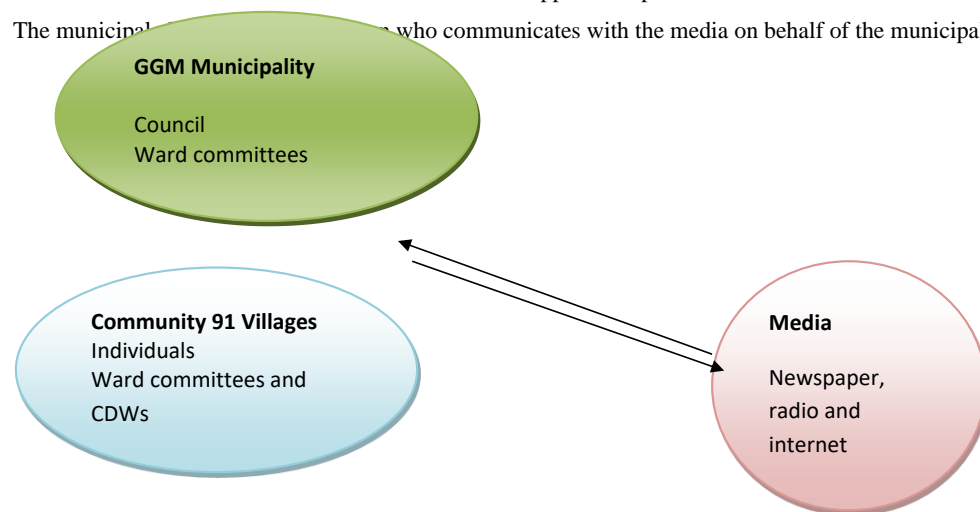 The municipal who communicates with the media on behalf of the municipa
GGM Municipality
Council
Ward committees
Community 91 Villages
Individuals
Ward committees and
CDWs
Media
Newspaper,
radio and
internet